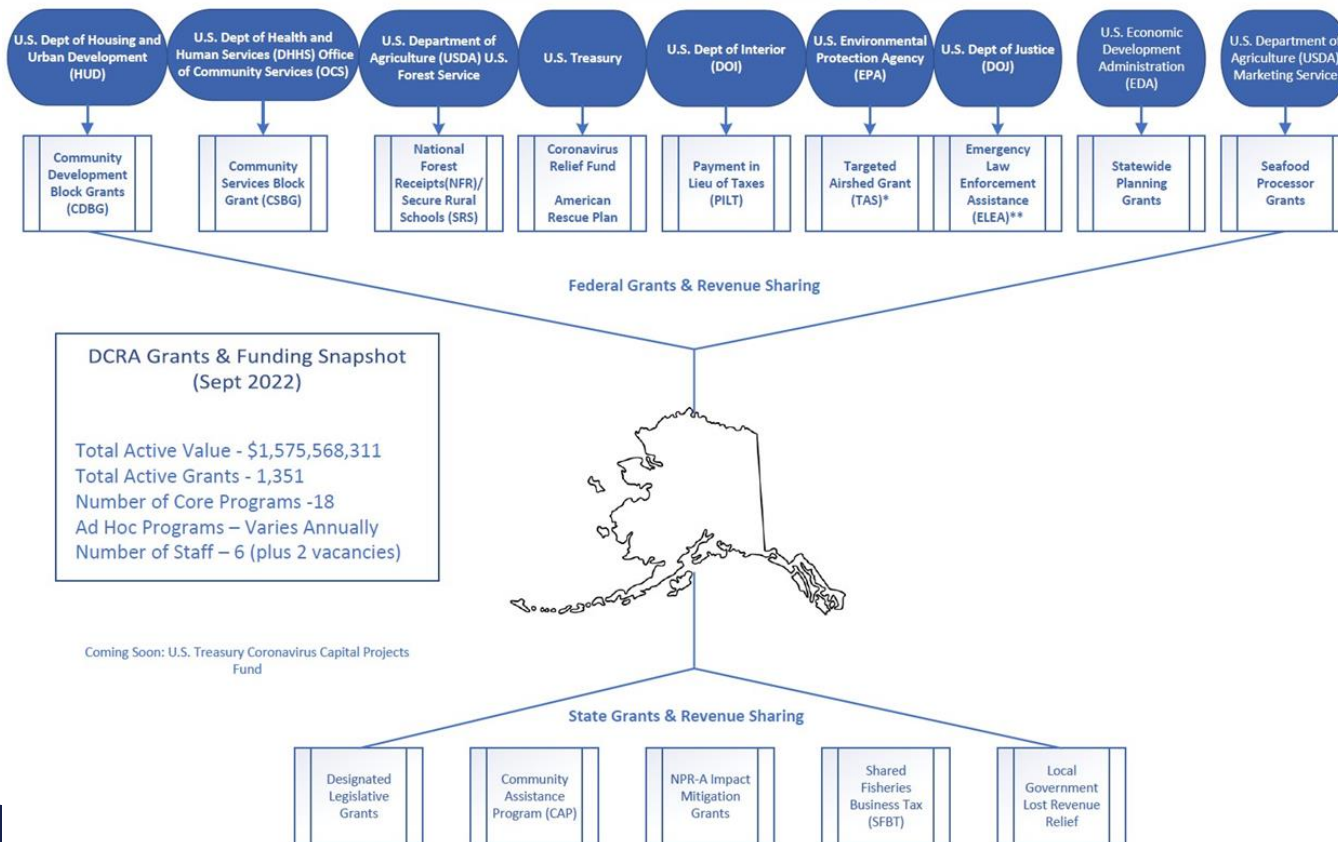 U.S. Dept of Housing and
Urban Development
(HUD)
U.S. Dept of Health and
Human Services (DHHS) Office
of Community Services (OCS)
U.S. Department of
Agriculture (USDA) U.S.
Forest Service
U.S. Treasury
U.S. Dept of Interior
(DOI)
U.S. Environmental
Protection Agency
(EPA)
U.S. Dept of Justice
(DOJ)
U.S. Economic
Development
Administration
(EDA)
U.S. Department of
Agriculture (USDA)
Marketing Service
Community
Development
Block Grants
(CDBG)
Community
Services Block
Grant (CSBG)
National
Forest
Receipts(NFR)/
Secure Rural
Schools (SRS)
Coronavirus
Relief Fund
American
Rescue Plan
Payment in
Lieu of Taxes
(PILT)
Targeted
Airshed Grant
(TAS)*
Emergency
Law
Enforcement
Assistance
(ELEA)**
Statewide
Planning
Grants
Seafood
Processor
Grants
Federal Grants & Revenue Sharing
DCRA Grants & Funding Snapshot
(Sept 2022)
Total Active Value - $1,575,568,311
Total Active Grants - 1,351
Number of Core Programs -18
Ad Hoc Programs – Varies Annually
Number of Staff – 6 (plus 2 vacancies)
Coming Soon: U.S. Treasury Coronavirus Capital Projects
Fund
State Grants & Revenue Sharing
Designated
Legislative
Grants
Community
Assistance
Program (CAP)
NPR-A Impact
Mitigation
Grants
Shared
Fisheries
Business Tax
(SFBT)
Local
Government
Lost Revenue
Relief